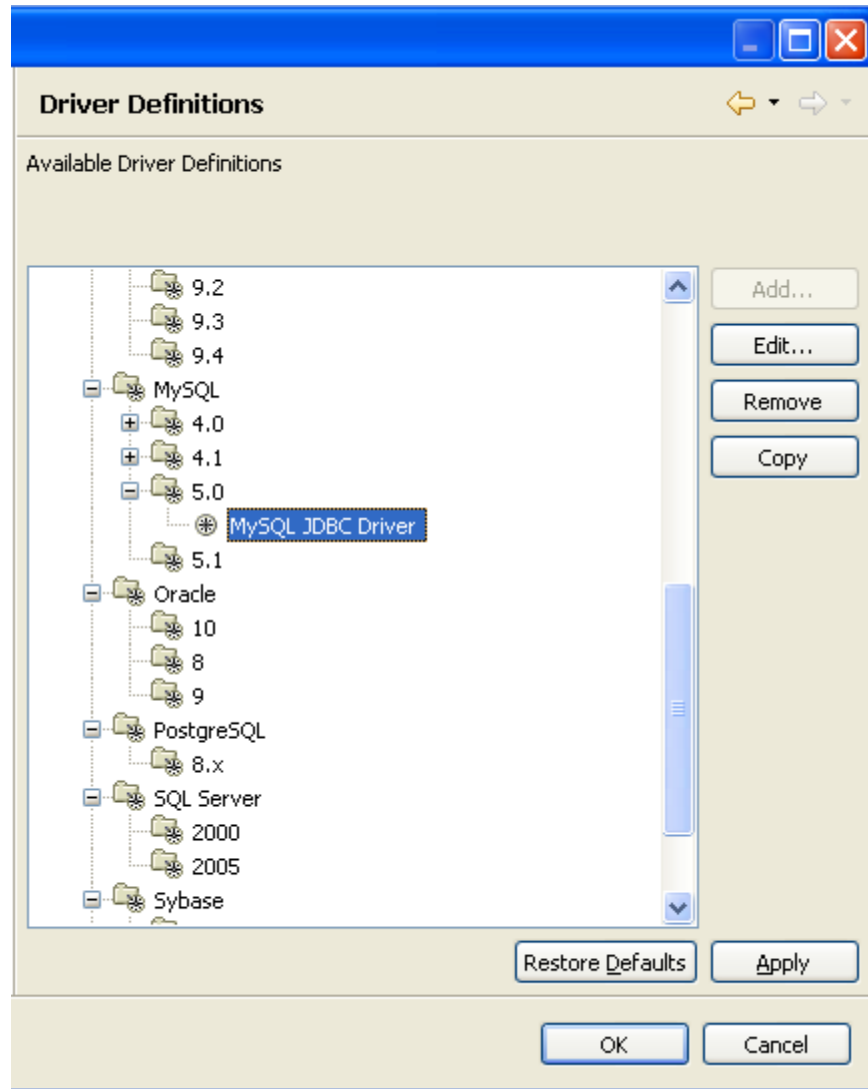 Driver Definitions
Available Driver Definitions
9.2
9.3
9.4
MySQL
4.0
4.1
5.0
MySQL JDBC Driver
5.1
Oracle
10
8
9
PostgreSQL
8.x
SQL Server
2000
2005
Sybase
Add...
Edit...
Remove
Copy
Restore Defaults
Apply
OK
Cancel